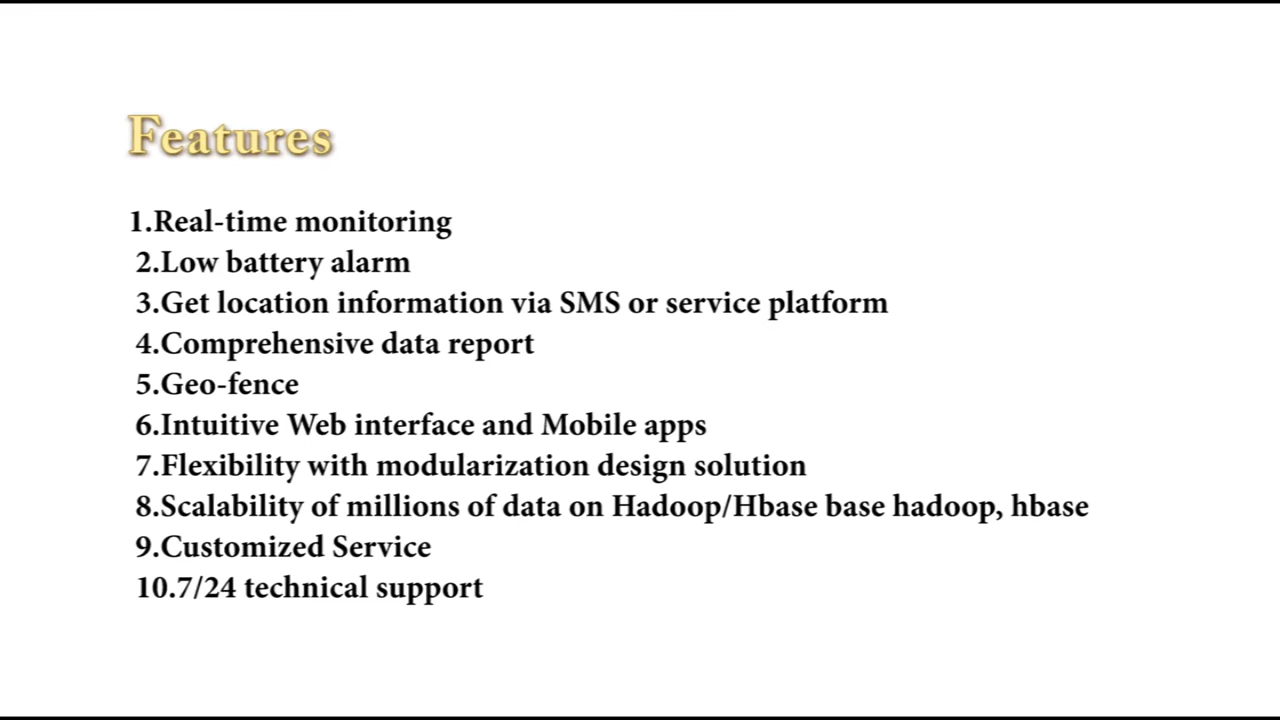 Features
1.Real-time monitoring
2.Low battery alarm
3.Get location information via SMS or service platform
4.Comprehensive data report
5.Geo-fence
6.Intuitive Web interface and Mobile apps
7.Flexibility with modularization design solution
8.Scalability of millions of data on Hadoop/Hbase base hadoop, hbase
9.Customized Service
10.7/24 technical support